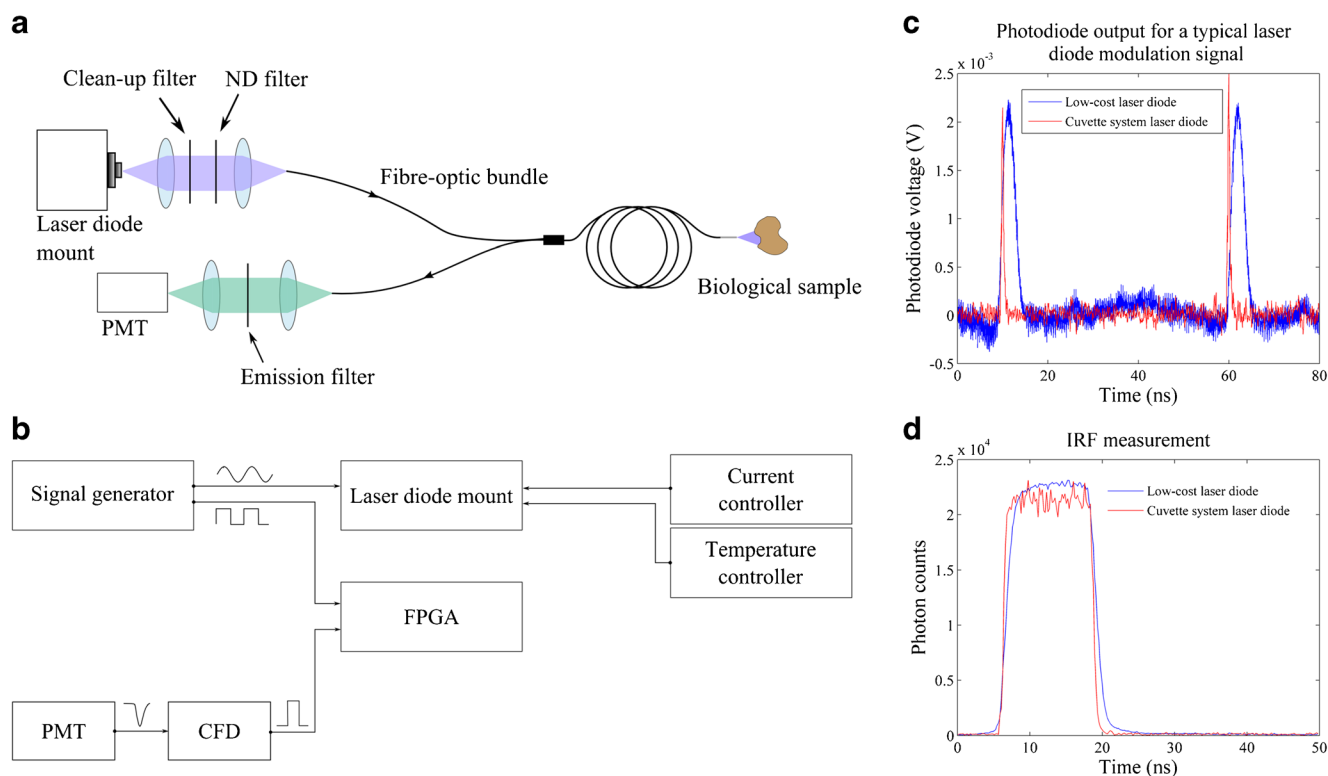 a
Clean-up filter
ND filter
Laser diode
mount
Fibre-optic bundle
Biological sample
PMT
Emission filter
b
Signal generator
Laser diode mount
Current
controller
Temperature
controller
FPGA
PMT
CFD
c
Photodiode output for a typical laser
diode modulation signal
x 10⁻³
2.5
2
1.5
1
0.5
0
-0.5
Photodiode voltage (V)
Low-cost laser diode
Cuvette system laser diode
0 20 40 60 80
Time (ns)
d
IRF measurement
x 10⁴
2.5
2
1.5
1
0.5
0
Photon counts
Low-cost laser diode
Cuvette system laser diode
0 10 20 30 40 50
Time (ns)